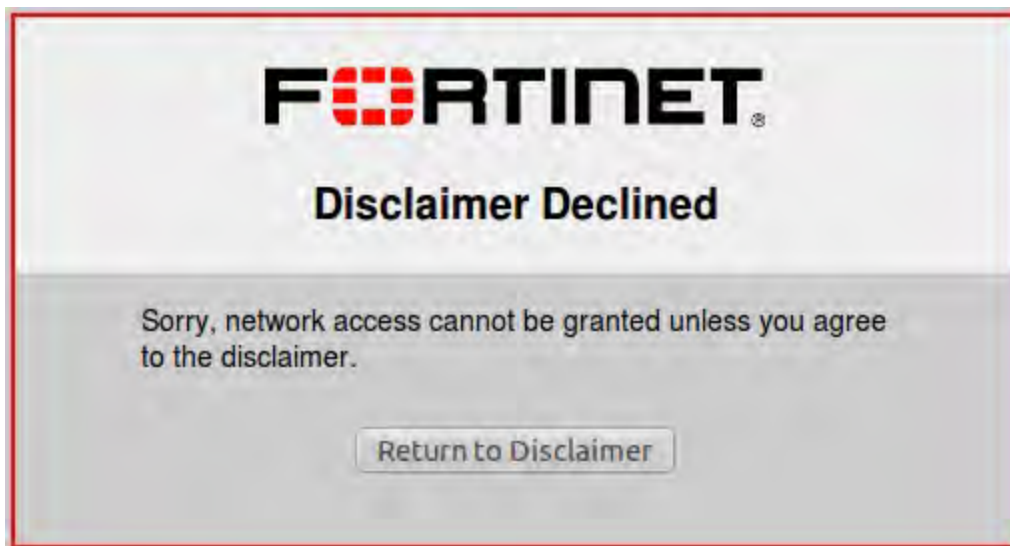 FORTINET®
Disclaimer Declined
Sorry, network access cannot be granted unless you agree
to the disclaimer.
Return to Disclaimer